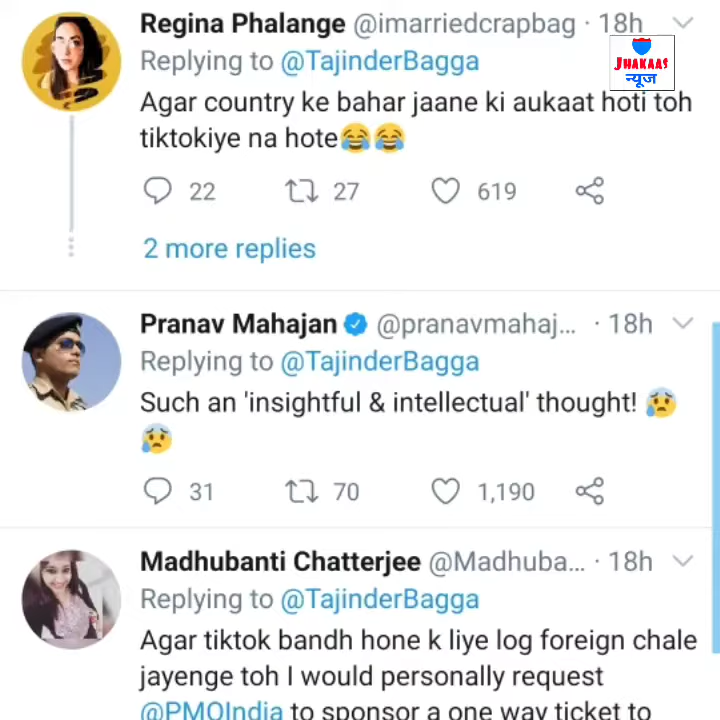 Regina Phalange @imarriedcrapbag · 18h
JHAKAAS
न्यूज
Replying to @TajinderBagga
Agar country ke bahar jaane ki aukaat hoti toh
tiktokiye na hote😂😂
22 27 619
2 more replies
Pranav Mahajan @pranavmahaj... · 18h
Replying to @TajinderBagga
Such an 'insightful & intellectual' thought! 😰
😰
31 70 1,190
Madhubanti Chatterjee @Madhuba... · 18h
Replying to @TajinderBagga
Agar tiktok bandh hone k liye log foreign chale
jayenge toh I would personally request
@PMOIndia to sponsor a one way ticket to